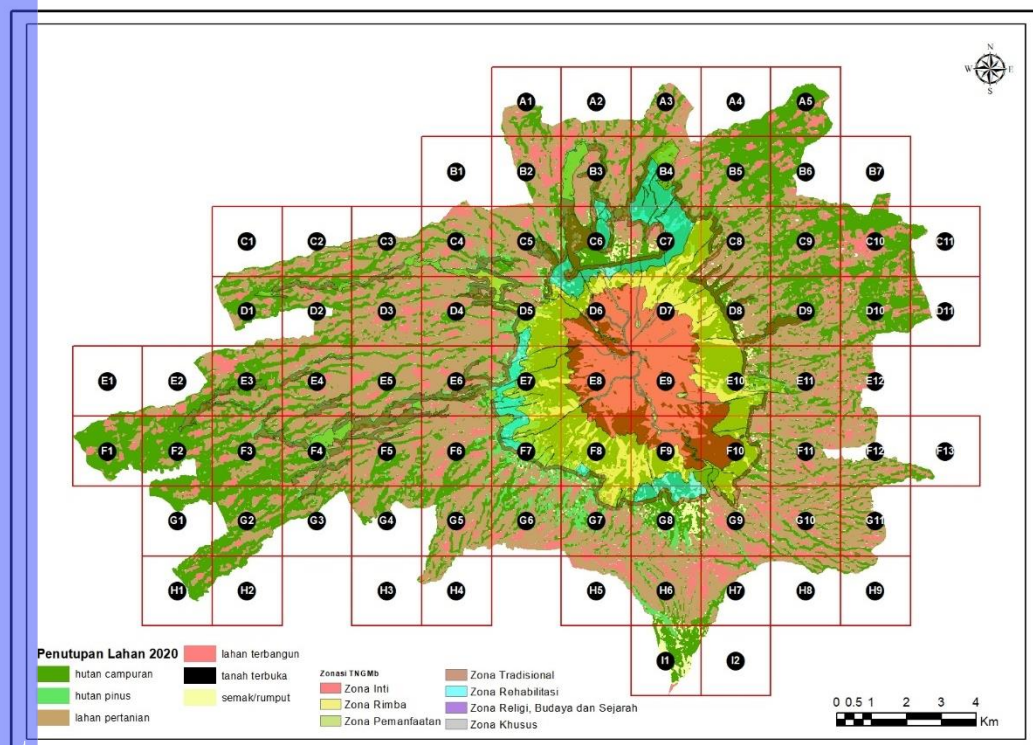 N
W E
S
A1 A2 A3 A4 A5
B1 B2 B3 B4 B5 B6 B7
C1 C2 C3 C4 C5 C6 C7 C8 C9 C10 C11
D1 D2 D3 D4 D5 D6 D7 D8 D9 D10 D11
E1 E2 E3 E4 E5 E6 E7 E8 E9 E10 E11 E12
F1 F2 F3 F4 F5 F6 F7 F8 F9 F10 F11 F12 F13
G1 G2 G3 G4 G5 G6 G7 G8 G9 G10 G11
H1 H2 H3 H4 H5 H6 H7 H8 H9
I1 I2
Penutupan Lahan 2020
hutan campuran
hutan pinus
lahan pertanian
lahan terbangun
tanah terbuka
semak/rumput
Zonasi TNGMb
Zona Inti
Zona Rimba
Zona Pemanfaatan
Zona Tradisional
Zona Rehabilitasi
Zona Religi, Budaya dan Sejarah
Zona Khusus
0 0.5 1 2 3 4
Km